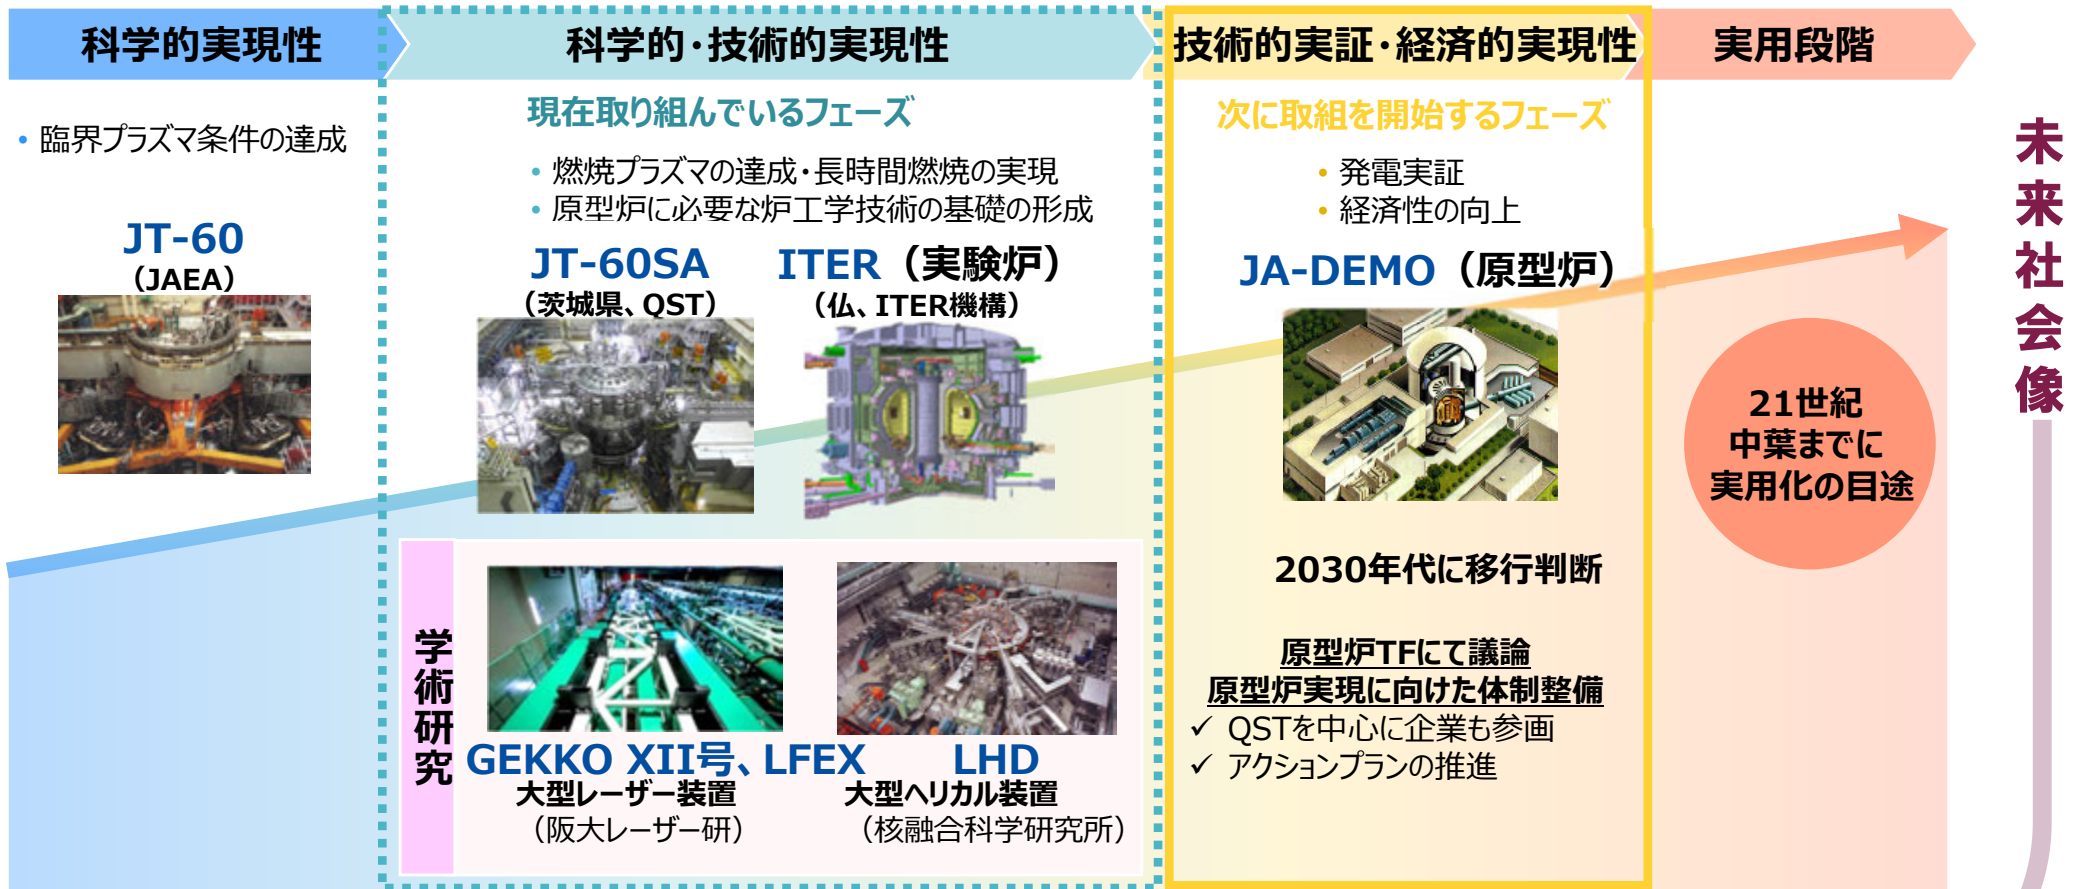 科学的実現性
科学的・技術的実現性
技術的実証・経済的実現性
実用段階
・臨界プラズマ条件の達成
JT-60
（JAEA）
現在取り組んでいるフェーズ
・燃焼プラズマの達成・長時間燃焼の実現
・原型炉に必要な炉工学技術の基礎の形成
JT-60SA
（茨城県、QST）
ITER（実験炉）
（仏、ITER機構）
学術研究
GEKKO XII号、LFEX
大型レーザー装置
（阪大レーザー研）
LHD
大型ヘリカル装置
（核融合科学研究所）
次に取組を開始するフェーズ
・発電実証
・経済性の向上
JA-DEMO（原型炉）
2030年代に移行判断
原型炉TFにて議論
原型炉実現に向けた体制整備
✓ QSTを中心に企業も参画
✓ アクションプランの推進
21世紀
中葉までに
実用化の目途
未来社会像